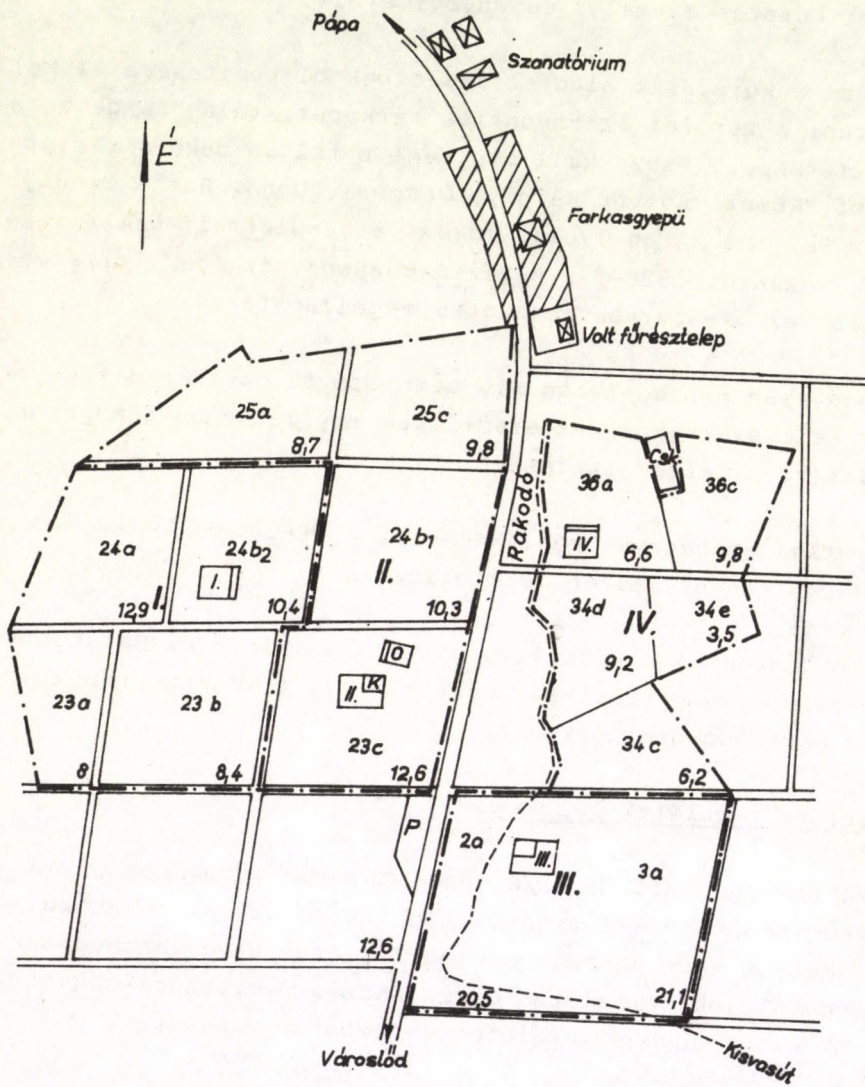 Pápa
Szanatórium
É
Farkasgyepü
Volt fűrésztelep
25a
8,7
25c
9,8
Rakodó
36a
Csk.
36c
IV.
6,6
9,8
24a
12,9
I.
I.
24b2
10,4
24b1
II.
10,3
34d
IV.
9,2
34e
3,5
23a
8
23b
8,4
O
II.
K
23c
12,6
34c
6,2
P
2a
III.
III.
3a
12,6
20,5
21,1
Városlőd
Kisvasút